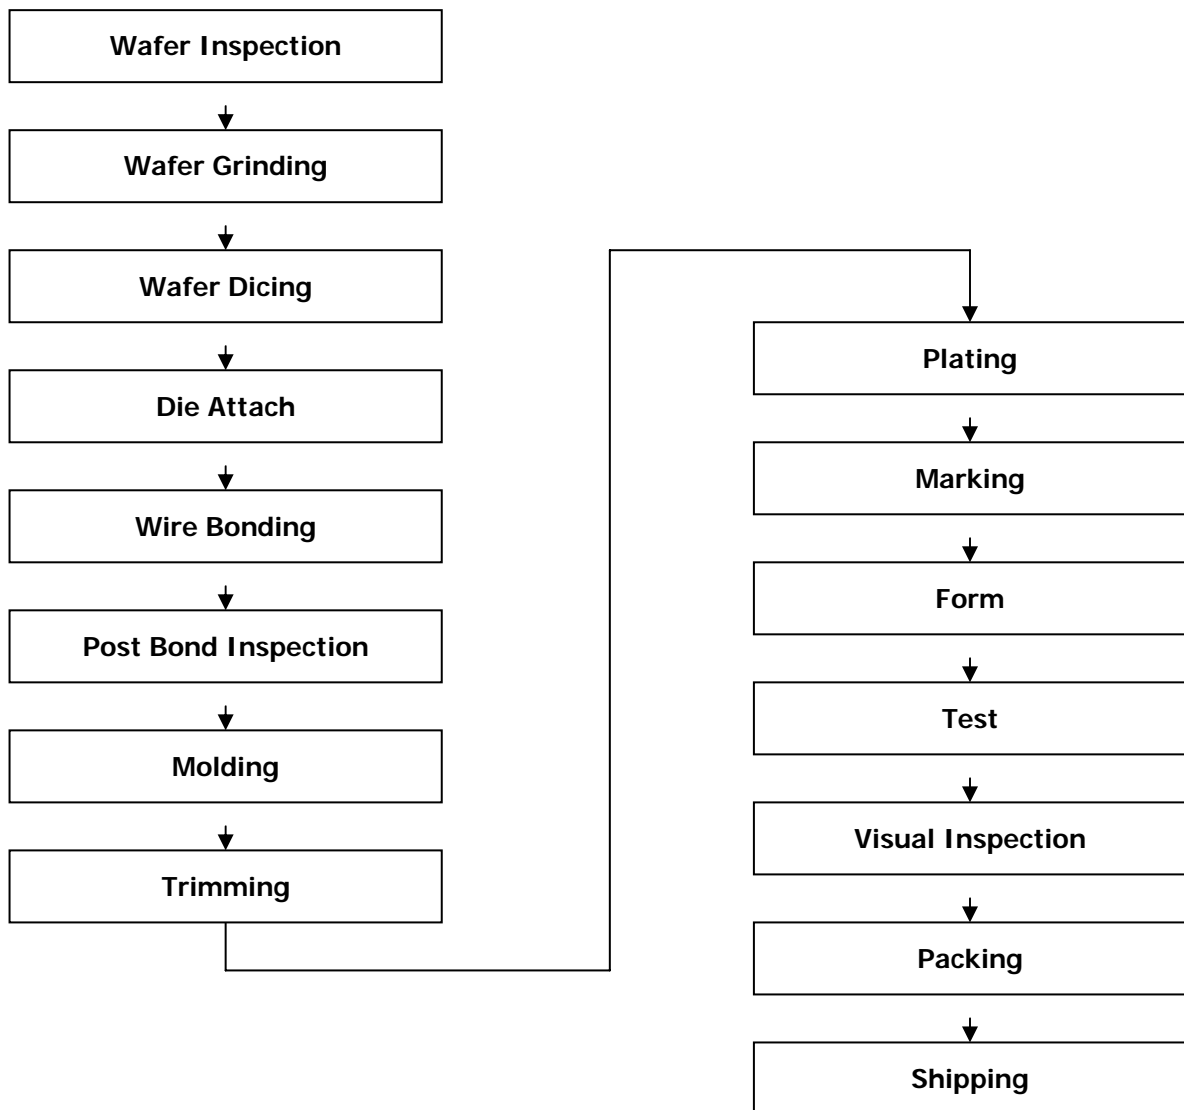 Wafer Inspection
Wafer Grinding
Wafer Dicing
Die Attach
Wire Bonding
Post Bond Inspection
Molding
Trimming
Plating
Marking
Form
Test
Visual Inspection
Packing
Shipping